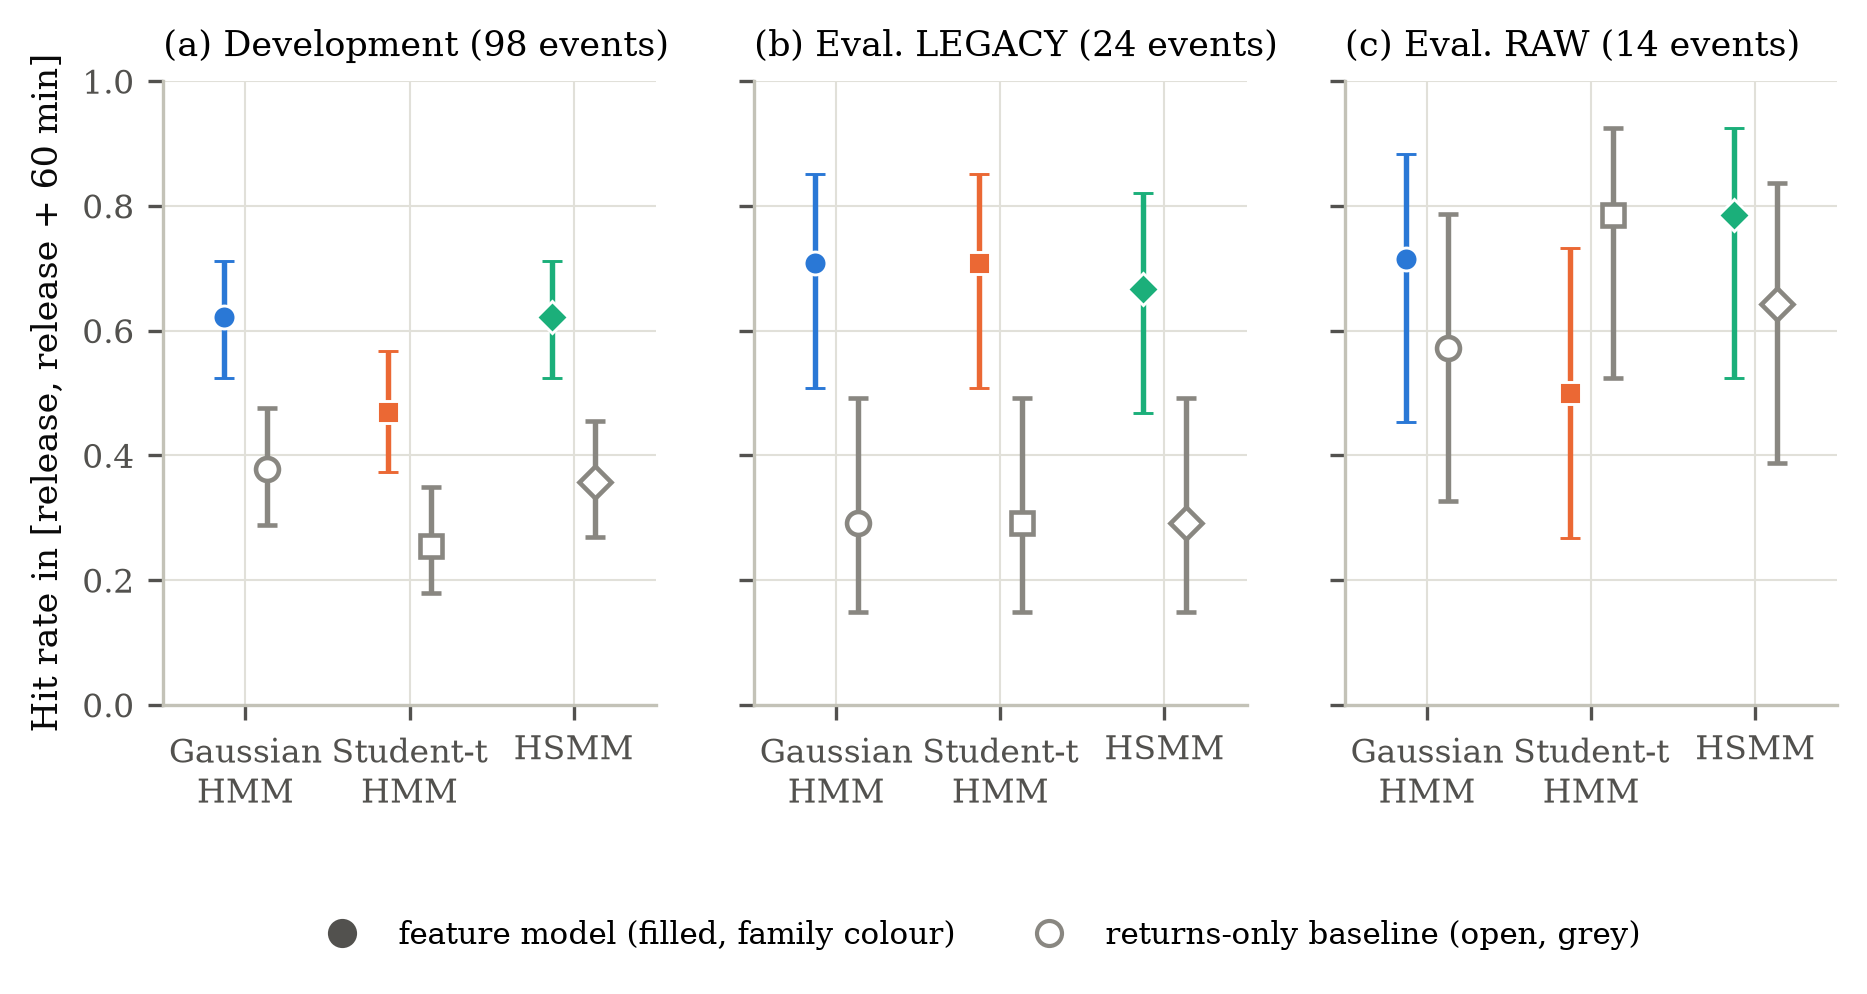 (a) Development (98 events)
(b) Eval. LEGACY (24 events)
(c) Eval. RAW (14 events)
Hit rate in [release, release + 60 min]
1.0
0.8
0.6
0.4
0.2
0.0
Gaussian
HMM
Student-t
HMM
HSMM
Gaussian
HMM
Student-t
HMM
HSMM
Gaussian
HMM
Student-t
HMM
HSMM
feature model (filled, family colour)
returns-only baseline (open, grey)